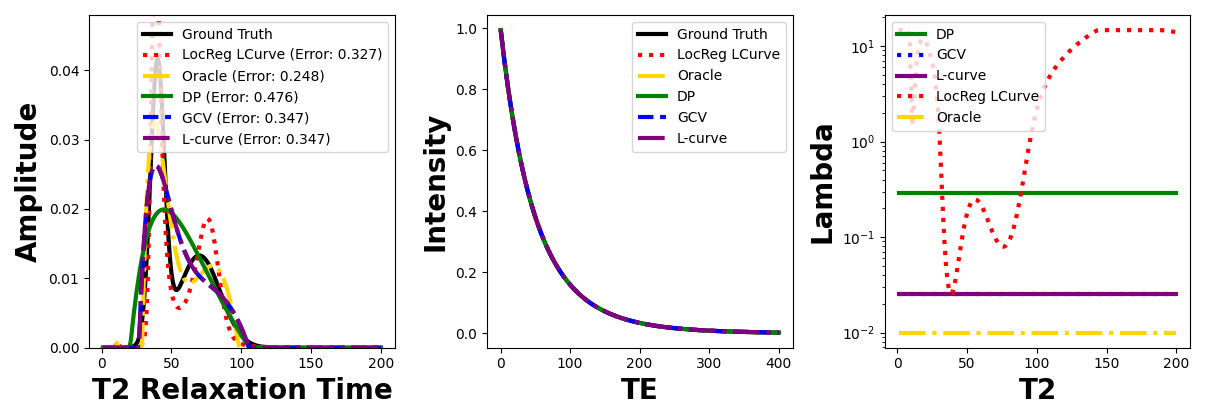 Amplitude
0.04
0.03
0.02
0.01
0.00
0
50
100
150
200
T2 Relaxation Time
Ground Truth
LocReg LCurve (Error: 0.327)
Oracle (Error: 0.248)
DP (Error: 0.476)
GCV (Error: 0.347)
L-curve (Error: 0.347)
Intensity
1.0
0.8
0.6
0.4
0.2
0.0
0
100
200
300
400
TE
Ground Truth
LocReg LCurve
Oracle
DP
GCV
L-curve
Lambda
10¹
10⁰
10⁻¹
10⁻²
0
50
100
150
200
T2
DP
GCV
L-curve
LocReg LCurve
Oracle